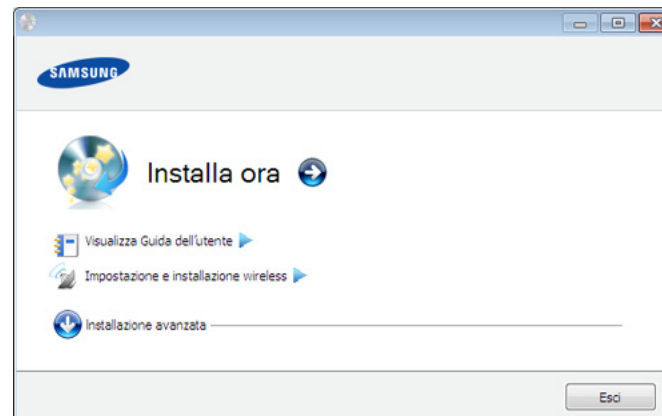 SAMSUNG
Installa ora
Visualizza Guida dell'utente
Impostazione e installazione wireless
Installazione avanzata
Esci